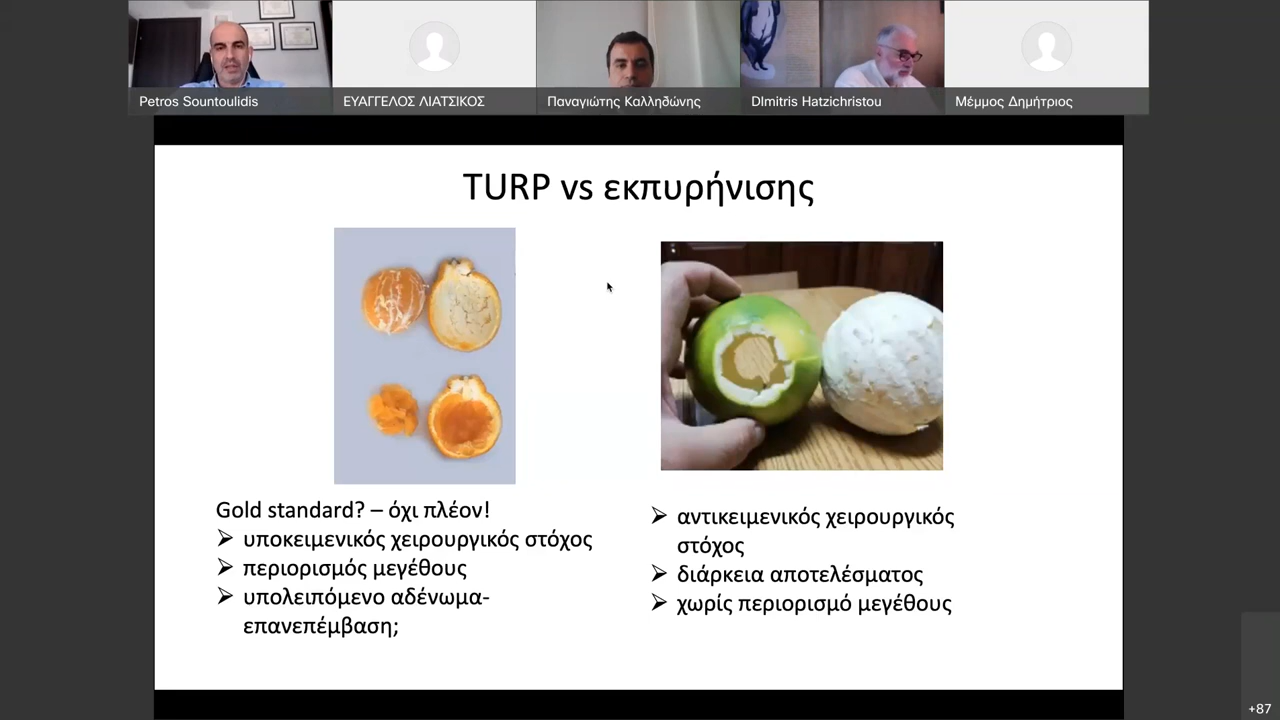 Petros Sountoulidis
ΕΥΑΓΓΕΛΟΣ ΛΙΑΤΣΙΚΟΣ
Παναγιώτης Καλληδώνης
DImitris Hatzichristou
Μέμμος Δημήτριος
TURP vs εκπυρήνισης
Gold standard? – όχι πλέον!
➢ υποκειμενικός χειρουργικός στόχος
➢ περιορισμός μεγέθους
➢ υπολειπόμενο αδένωμα-
επανεπέμβαση;
➢ αντικειμενικός χειρουργικός
στόχος
➢ διάρκεια αποτελέσματος
➢ χωρίς περιορισμό μεγέθους
+87